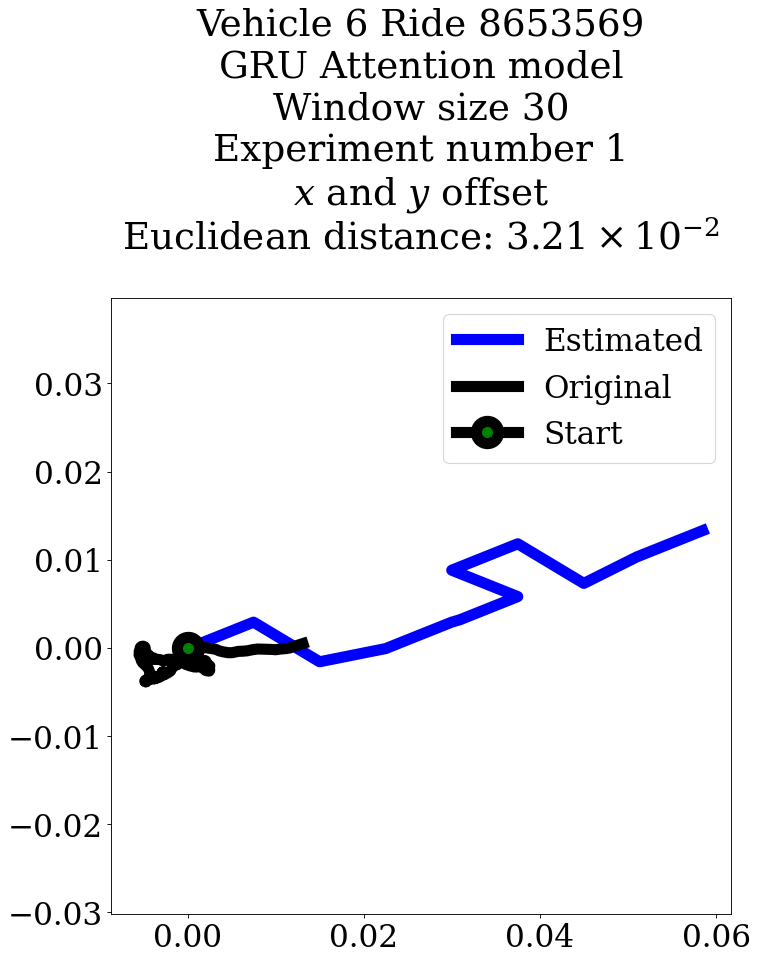 Vehicle 6 Ride 8653569
GRU Attention model
Window size 30
Experiment number 1
x and y offset
Euclidean distance: 3.21 × 10⁻²
Estimated
Original
Start
0.03
0.02
0.01
0.00
−0.01
−0.02
−0.03
0.00 0.02 0.04 0.06